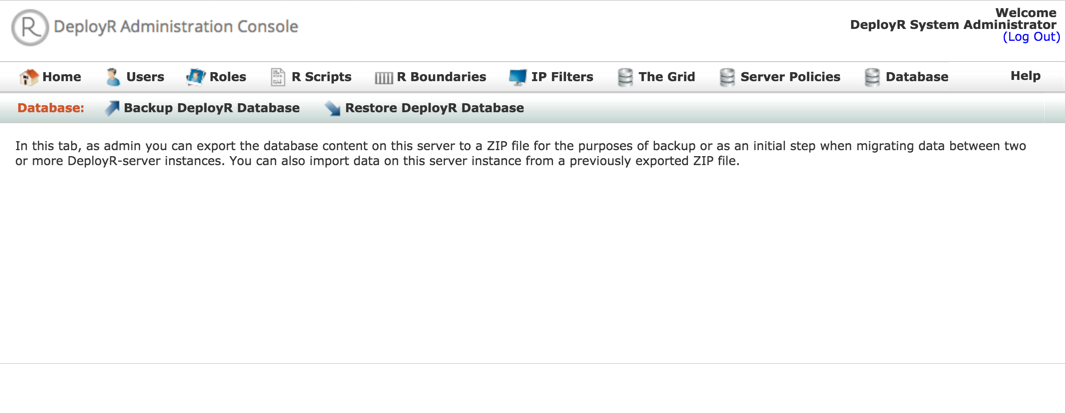 R DeployR Administration Console
Welcome
DeployR System Administrator
(Log Out)
Home Users Roles R Scripts R Boundaries IP Filters The Grid Server Policies Database Help
Database: Backup DeployR Database Restore DeployR Database
In this tab, as admin you can export the database content on this server to a ZIP file for the purposes of backup or as an initial step when migrating data between two
or more DeployR-server instances. You can also import data on this server instance from a previously exported ZIP file.